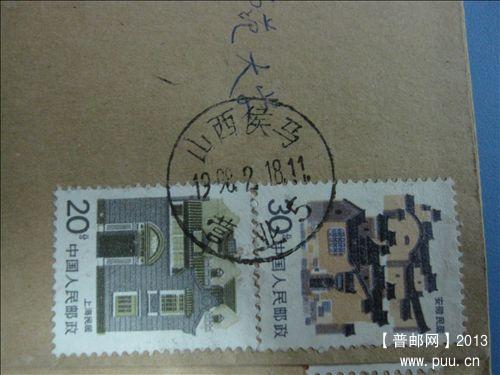 大学
山西侯马
1998.2.18.11
20分
中国人民邮政
上海民居
30分
中国人民邮政
安徽民居
【普邮网】2013
www.puu.cn